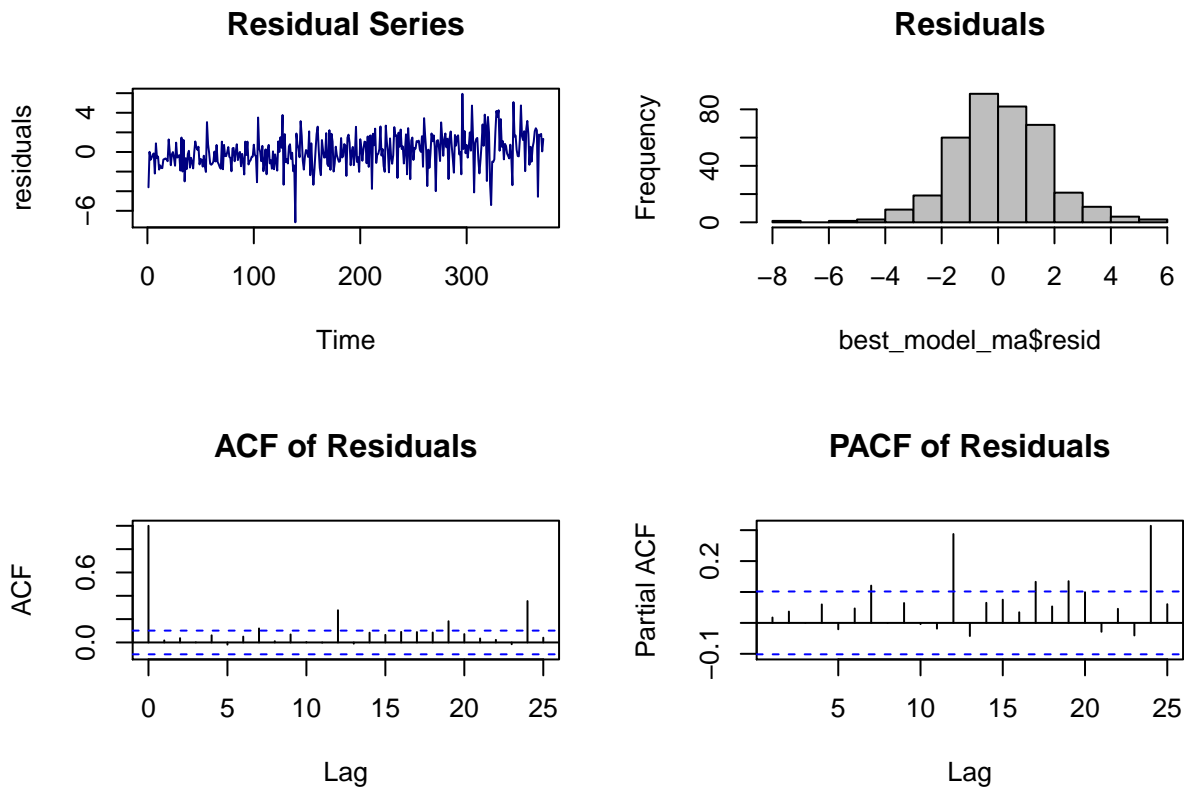 Residual Series
residuals
−6
0
4
0
100
200
300
Time
Residuals
Frequency
0
40
80
−8
−6
−4
−2
0
2
4
6
best_model_ma$resid
ACF of Residuals
ACF
0.0
0.6
0
5
10
15
20
25
Lag
PACF of Residuals
Partial ACF
−0.1
0.2
5
10
15
20
25
Lag